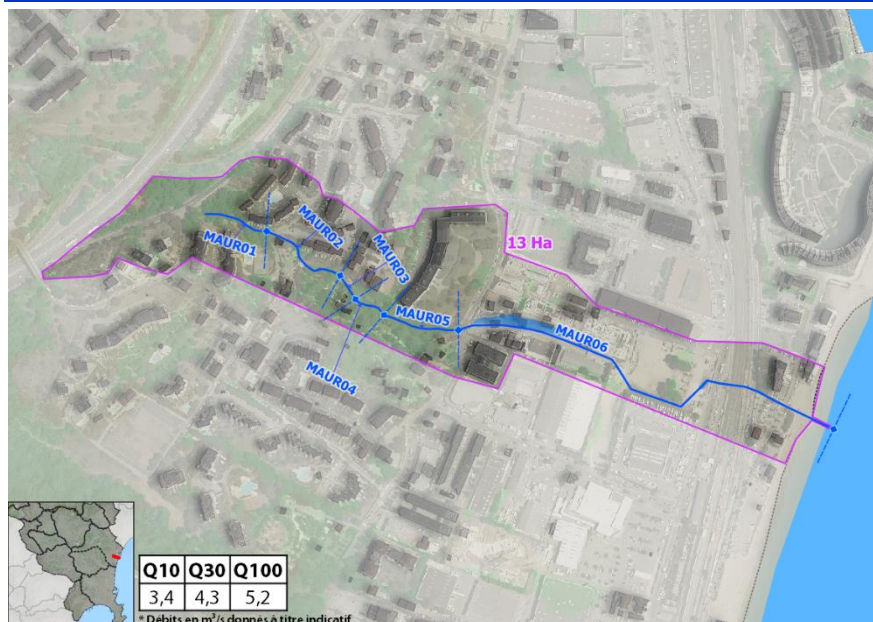 MAUR01
MAUR02
MAUR03
MAUR04
MAUR05
MAUR06
13 Ha
Q10 Q30 Q100
3,4 4,3 5,2
* Débits en m³/s donnés à titre indicatif